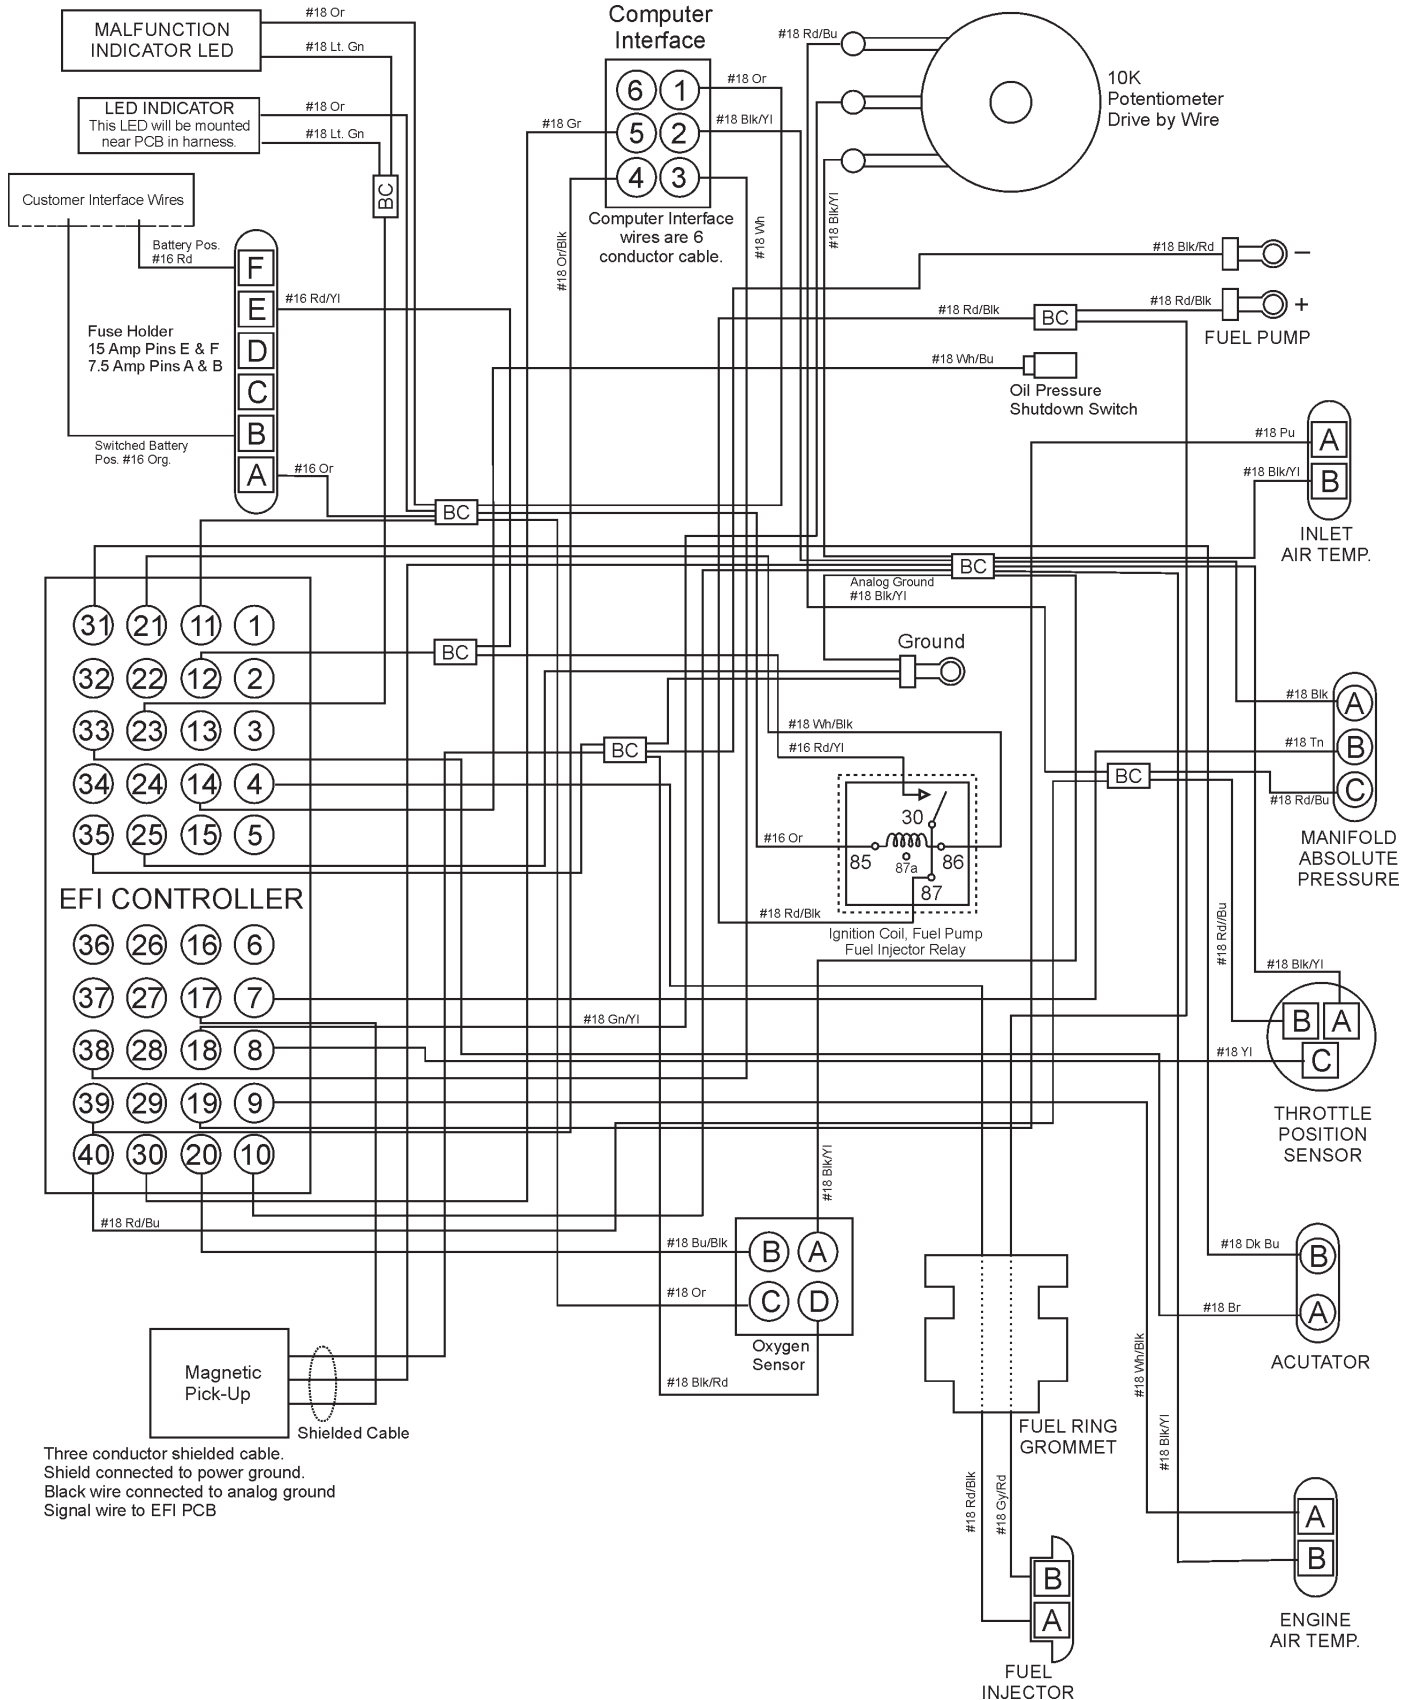 MALFUNCTION
INDICATOR LED
#18 Or
#18 Lt. Gn
LED INDICATOR
This LED will be mounted
near PCB in harness.
#18 Or
#18 Lt. Gn
BC
Customer Interface Wires
Battery Pos.
#16 Rd
F
E
D
C
B
A
#16 Rd/Yl
Fuse Holder
15 Amp Pins E & F
7.5 Amp Pins A & B
Switched Battery
Pos. #16 Org.
#16 Or
Computer
Interface
6 1
5 2
4 3
#18 Or
#18 Gr
#18 Blk/Yl
Computer Interface
wires are 6
conductor cable.
#18 Or/Blk
#18 Wh
#18 Rd/Bu
#18 Blk/Yl
10K
Potentiometer
Drive by Wire
#18 Blk/Rd
−
#18 Rd/Blk
BC
#18 Rd/Blk
+
FUEL PUMP
#18 Wh/Bu
Oil Pressure
Shutdown Switch
#18 Pu
A
#18 Blk/Yl
B
INLET
AIR TEMP.
BC
BC
Analog Ground
#18 Blk/Yl
Ground
BC
BC
#18 Wh/Blk
#16 Rd/Yl
#18 Blk
A
#18 Tn
B
BC
#18 Rd/Bu
C
MANIFOLD
ABSOLUTE
PRESSURE
31 21 11 1
32 22 12 2
33 23 13 3
34 24 14 4
35 25 15 5
EFI CONTROLLER
36 26 16 6
37 27 17 7
38 28 18 8
39 29 19 9
40 30 20 10
#16 Or
30
85
87a
86
87
#18 Rd/Blk
Ignition Coil, Fuel Pump
Fuel Injector Relay
#18 Gn/Yl
#18 Rd//Bu
#18 Blk/Yl
B A
C
#18 Yl
THROTTLE
POSITION
SENSOR
#18 Rd/Bu
#18 Blk/Yl
#18 Bu/Blk
B A
#18 Or
C D
Oxygen
Sensor
#18 Blk/Rd
#18 Dk Bu
B
#18 Br
A
ACUTATOR
Magnetic
Pick-Up
Shielded Cable
Three conductor shielded cable.
Shield connected to power ground.
Black wire connected to analog ground
Signal wire to EFI PCB
FUEL RING
GROMMET
#18 Wh/Blk
#18 Blk/Yl
#18 Rd/Blk
#18 Gy/Rd
A
B
ENGINE
AIR TEMP.
B
A
FUEL
INJECTOR